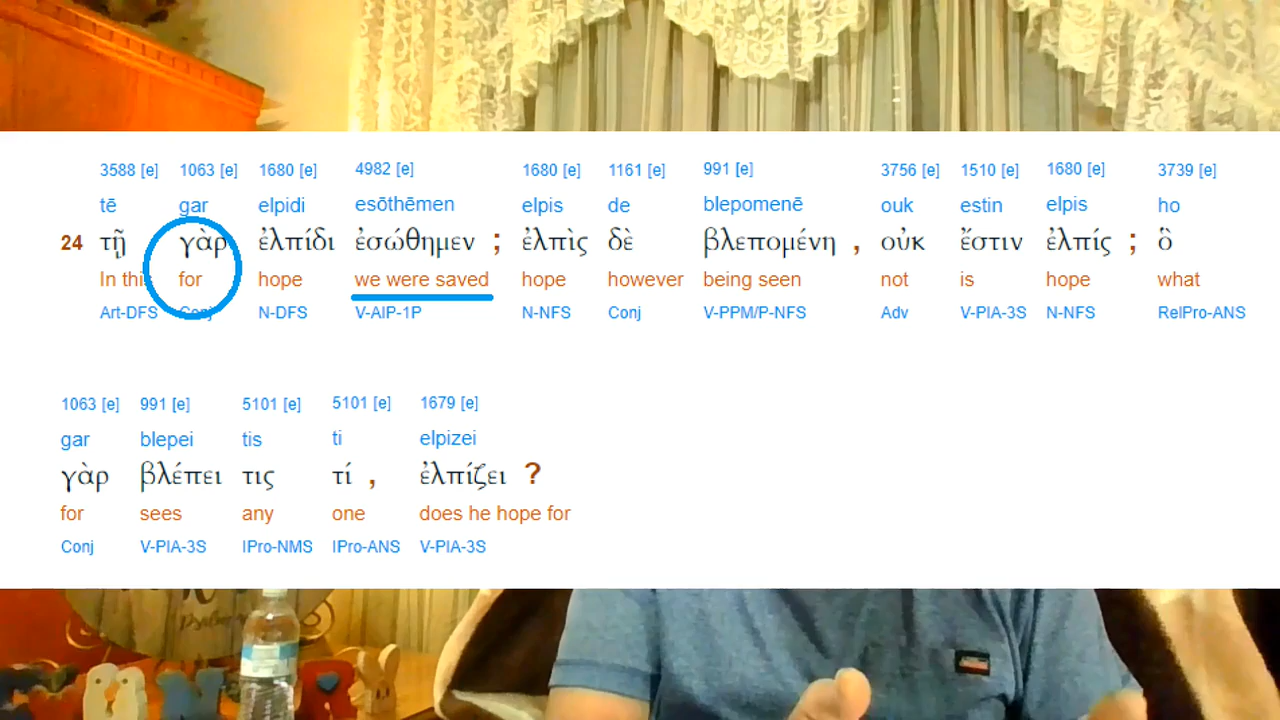 3588 [e] 1063 [e] 1680 [e] 4982 [e] 1680 [e] 1161 [e] 991 [e] 3756 [e] 1510 [e] 1680 [e] 3739 [e]
tē gar elpidi esōthēmen elpis de blepomenē ouk estin elpis ho
24 τῇ γὰρ ἐλπίδι ἐσώθημεν ; ἐλπὶς δὲ βλεπομένη , οὐκ ἔστιν ἐλπίς ; ὃ
In this for hope we were saved hope however being seen not is hope what
Art-DFS Conj N-DFS V-AIP-1P N-NFS Conj V-PPM/P-NFS Adv V-PIA-3S N-NFS RelPro-ANS
1063 [e] 991 [e] 5101 [e] 5101 [e] 1679 [e]
gar blepei tis ti elpizei
γὰρ βλέπει τις τί , ἐλπίζει ?
for sees any one does he hope for
Conj V-PIA-3S IPro-NMS IPro-ANS V-PIA-3S